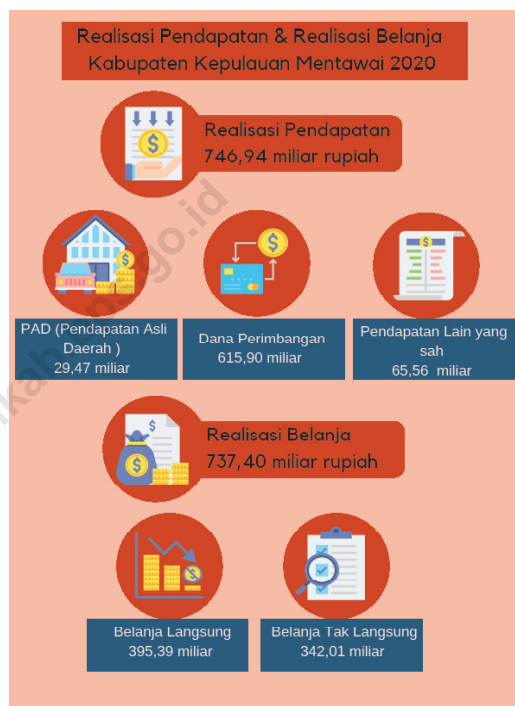 Realisasi Pendapatan & Realisasi Belanja
Kabupaten Kepulauan Mentawai 2020
Realisasi Pendapatan
746,94 miliar rupiah
PAD (Pendapatan Asli
Daerah )
29,47 miliar
Dana Perimbangan
615,90 miliar
Pendapatan Lain yang
sah
65,56 miliar
Realisasi Belanja
737,40 miliar rupiah
Belanja Langsung
395,39 miliar
Belanja Tak Langsung
342,01 miliar